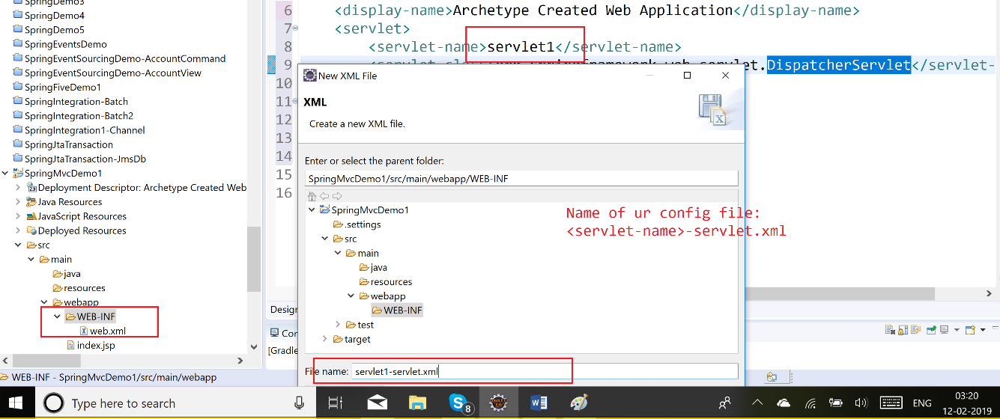 SpringDemo3
SpringDemo4
SpringDemo5
SpringEventsDemo
SpringEventSourcingDemo-AccountCommand
SpringEventSourcingDemo-AccountView
SpringFiveDemo1
SpringIntegration-Batch
SpringIntegration-Batch2
SpringIntegration1-Channel
SpringJtaTransaction
SpringJtaTransaction-JmsDb
SpringMvcDemo1
Deployment Descriptor: Archetype Created Web
Java Resources
JavaScript Resources
Deployed Resources
src
main
java
resources
webapp
WEB-INF
web.xml
index.jsp
WEB-INF - SpringMvcDemo1/src/main/webapp
6 <display-name>Archetype Created Web Application</display-name>
7 <servlet>
8 <servlet-name>servlet1</servlet-name>
9 .DispatcherServlet</servlet-
10
11
12
13
14
15
16
Design
Con
[Gradle
New XML File
XML
Create a new XML file.
Enter or select the parent folder:
SpringMvcDemo1/src/main/webapp/WEB-INF
SpringMvcDemo1
.settings
src
main
java
resources
webapp
WEB-INF
test
target
File name: servlet1-servlet.xml
Name of ur config file:
<servlet-name>-servlet.xml
Type here to search
8
ENG
03:20
12-02-2019